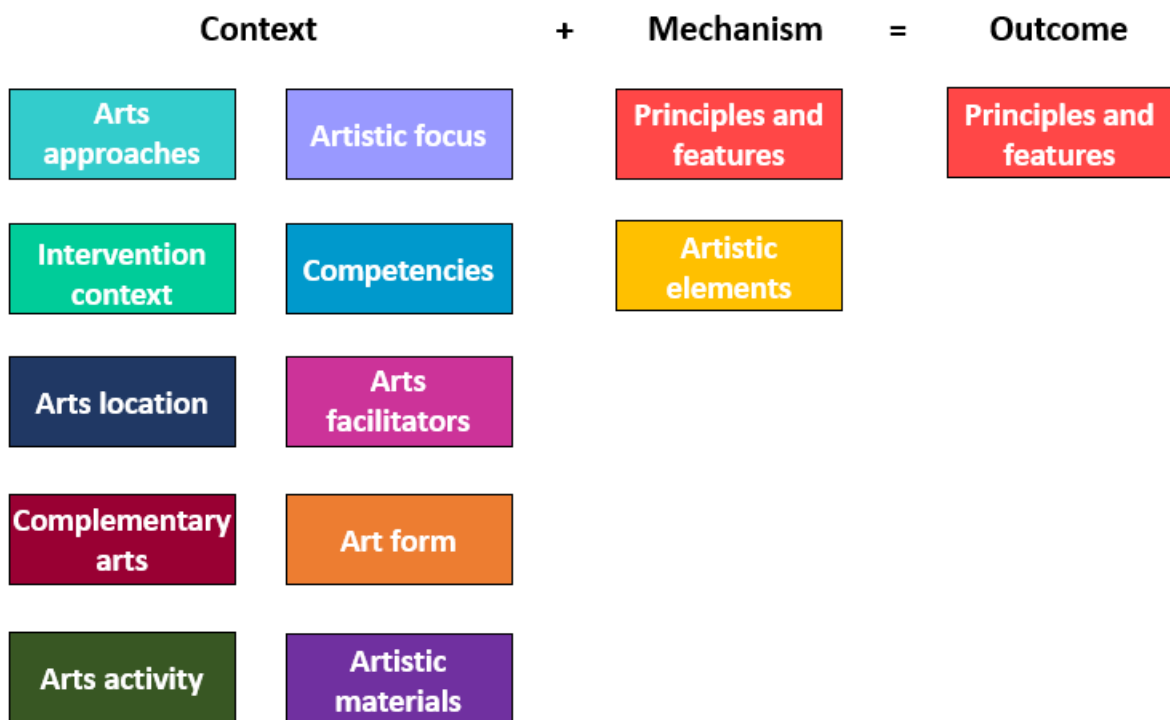 Context + Mechanism = Outcome
Arts
approaches
Artistic focus
Principles and
features
Principles and
features
Intervention
context
Competencies
Artistic
elements
Arts location
Arts
facilitators
Complementary
arts
Art form
Arts activity
Artistic
materials